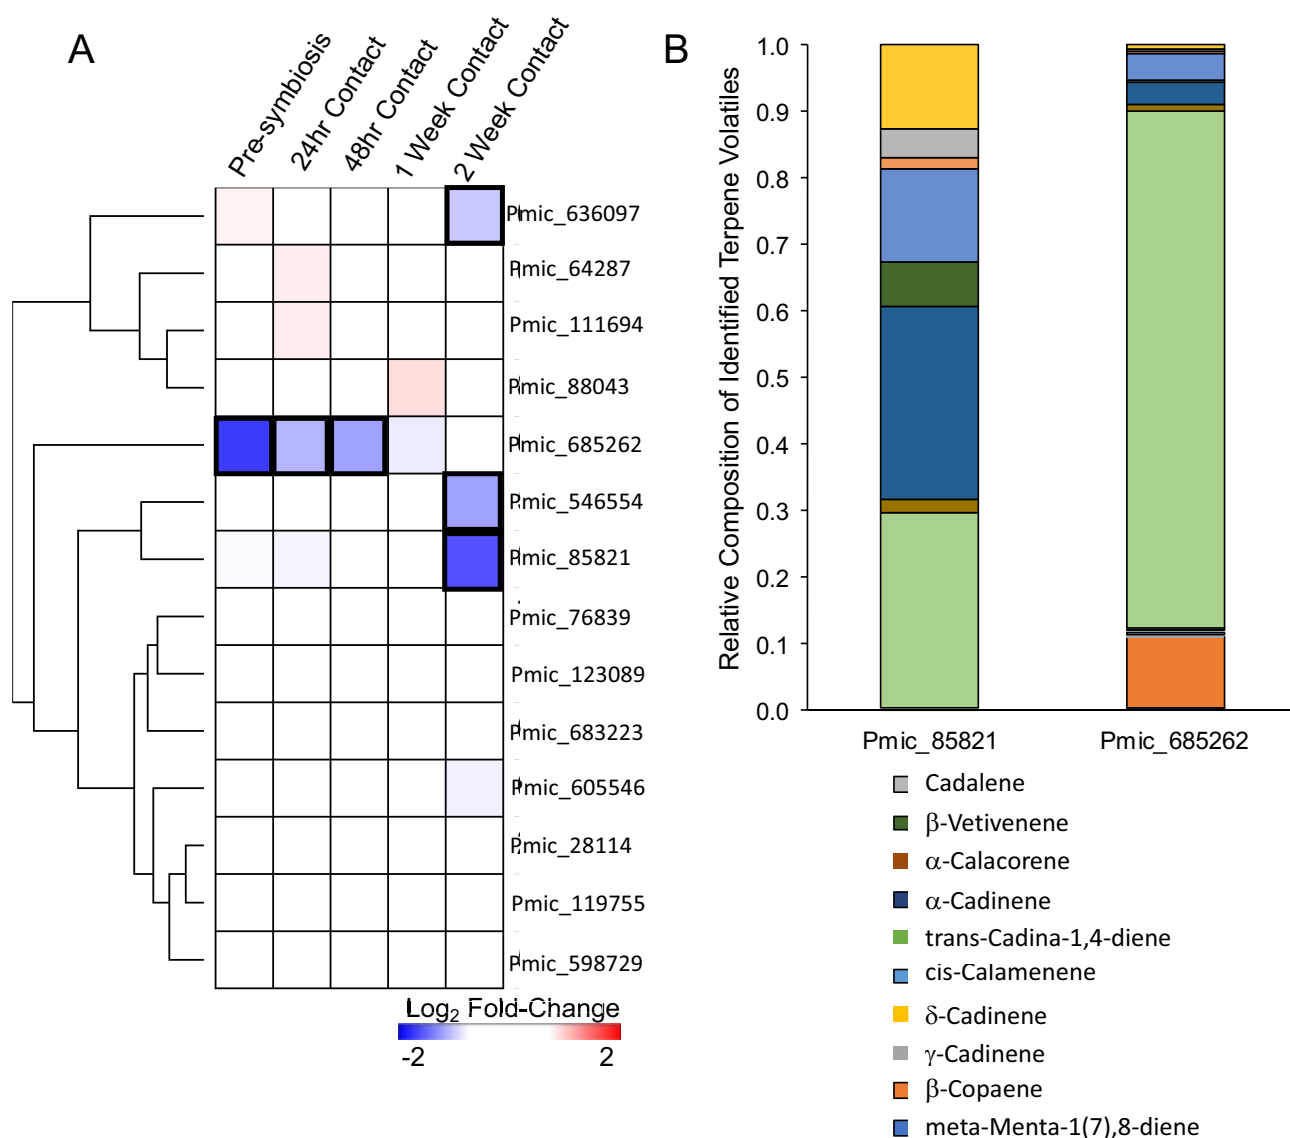 A
Pre-symbiosis
24hr Contact
48hr Contact
1 Week Contact
2 Week Contact
Pmic_636097
Pmic_64287
Pmic_111694
Pmic_88043
Pmic_685262
Pmic_546554
Pmic_85821
Pmic_76839
Pmic_123089
Pmic_683223
Pmic_605546
Pmic_28114
Pmic_119755
Pmic_598729
Log2 Fold-Change
-2 2
B
Relative Composition of Identified Terpene Volatiles
1.0
0.9
0.8
0.7
0.6
0.5
0.4
0.3
0.2
0.1
0.0
Pmic_85821 Pmic_685262
Cadalene
β-Vetivenene
α-Calacorene
α-Cadinene
trans-Cadina-1,4-diene
cis-Calamenene
δ-Cadinene
γ-Cadinene
β-Copaene
meta-Menta-1(7),8-diene